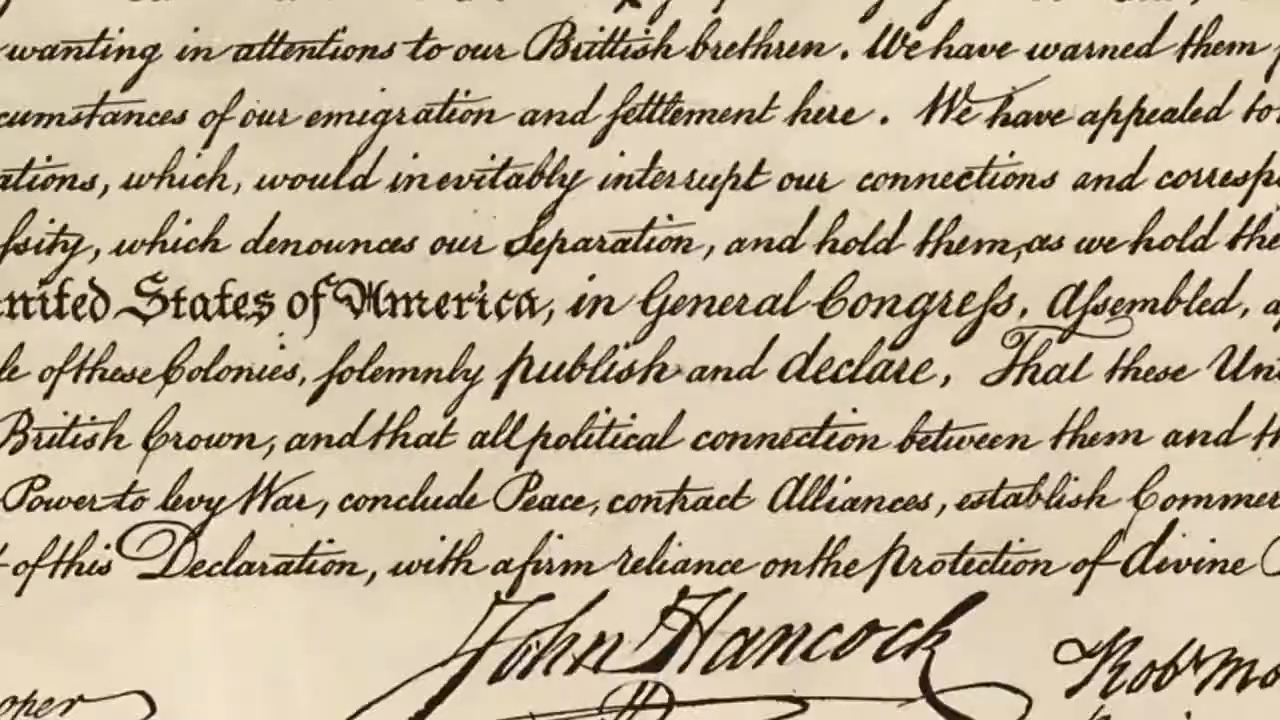 wanting in attentions to our Brittish brethren. We have warned them
cumstances of our emigration and settlement here. We have appealed to
ations, which, would inevitably interrupt our connections and corresp
ssity, which denounces our Separation, and hold them, as we hold the
nited States of America, in General Congress, Assembled, a
le of these Colonies, solemnly publish and declare, That these Uni
British Crown, and that all political connection between them and th
Power to levy War, conclude Peace, contract Alliances, establish Commer
of this Declaration, with a firm reliance on the protection of divine
John Hancock
Robt Mo
oper